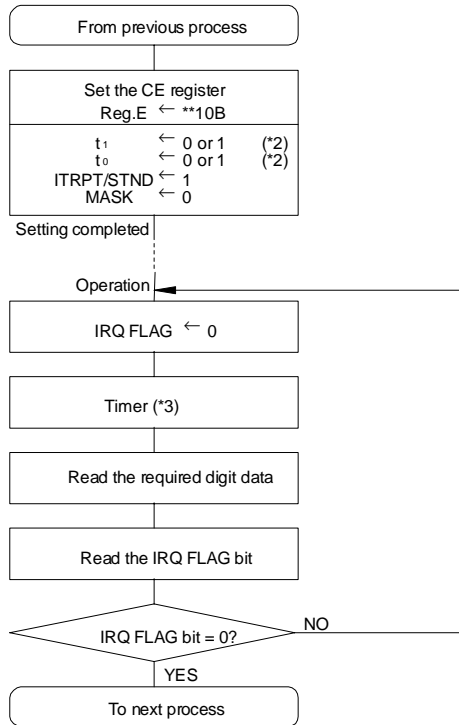 From previous process
Set the CE register
Reg.E ← **10B
t1 ← 0 or 1 (*2)
t0 ← 0 or 1 (*2)
ITRPT/STND ← 1
MASK ← 0
Setting completed
Operation
IRQ FLAG ← 0
Timer (*3)
Read the required digit data
Read the IRQ FLAG bit
IRQ FLAG bit = 0?
NO
YES
To next process